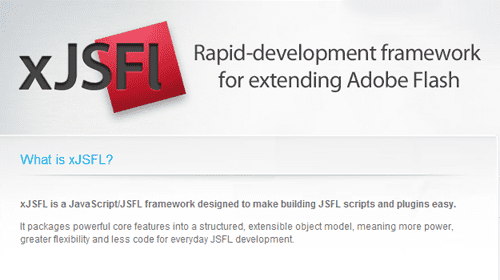 xJSFl
Rapid-development framework
for extending Adobe Flash
What is xJSFL?
xJSFL is a JavaScript/JSFL framework designed to make building JSFL scripts and plugins easy.
It packages powerful core features into a structured, extensible object model, meaning more power,
greater flexibility and less code for everyday JSFL development.